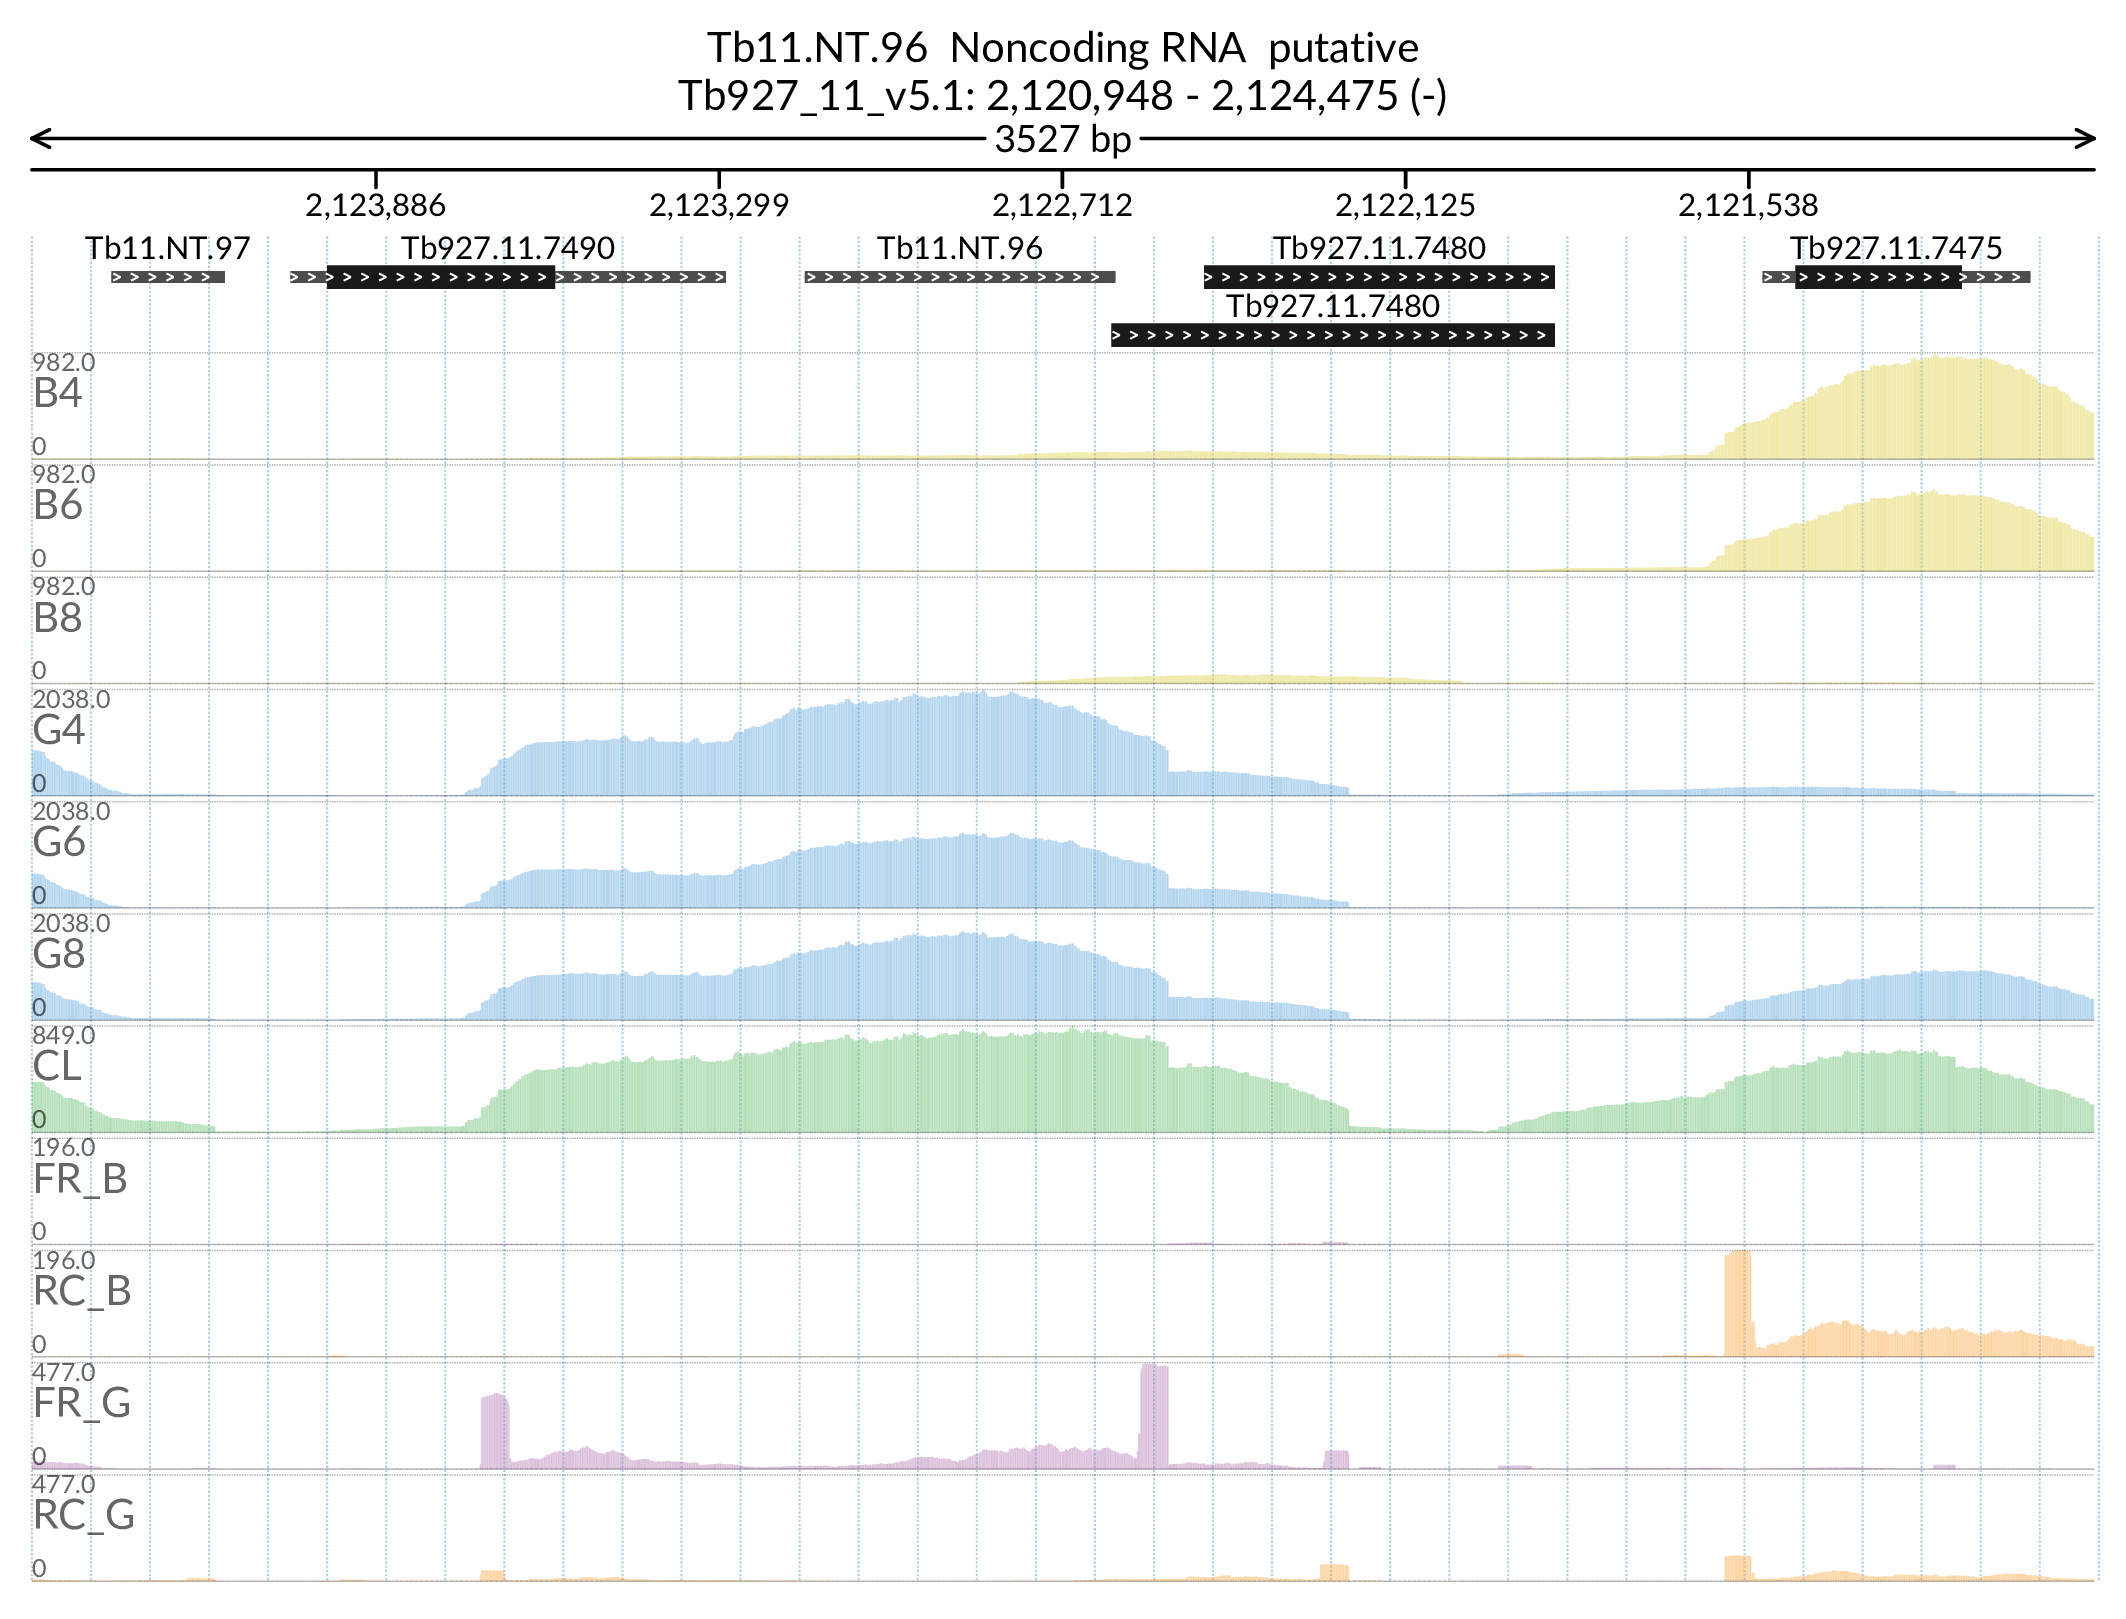 Tb11.NT.96 Noncoding RNA putative
Tb927_11_v5.1: 2,120,948 - 2,124,475 (-)
3527 bp
2,123,886 2,123,299 2,122,712 2,122,125 2,121,538
Tb11.NT.97 Tb927.11.7490 Tb11.NT.96 Tb927.11.7480 Tb927.11.7475
Tb927.11.7480
982.0
B4
0
982.0
B6
0
982.0
B8
0
2038.0
G4
0
2038.0
G6
0
2038.0
G8
0
849.0
CL
0
196.0
FR_B
0
196.0
RC_B
0
477.0
FR_G
0
477.0
RC_G
0